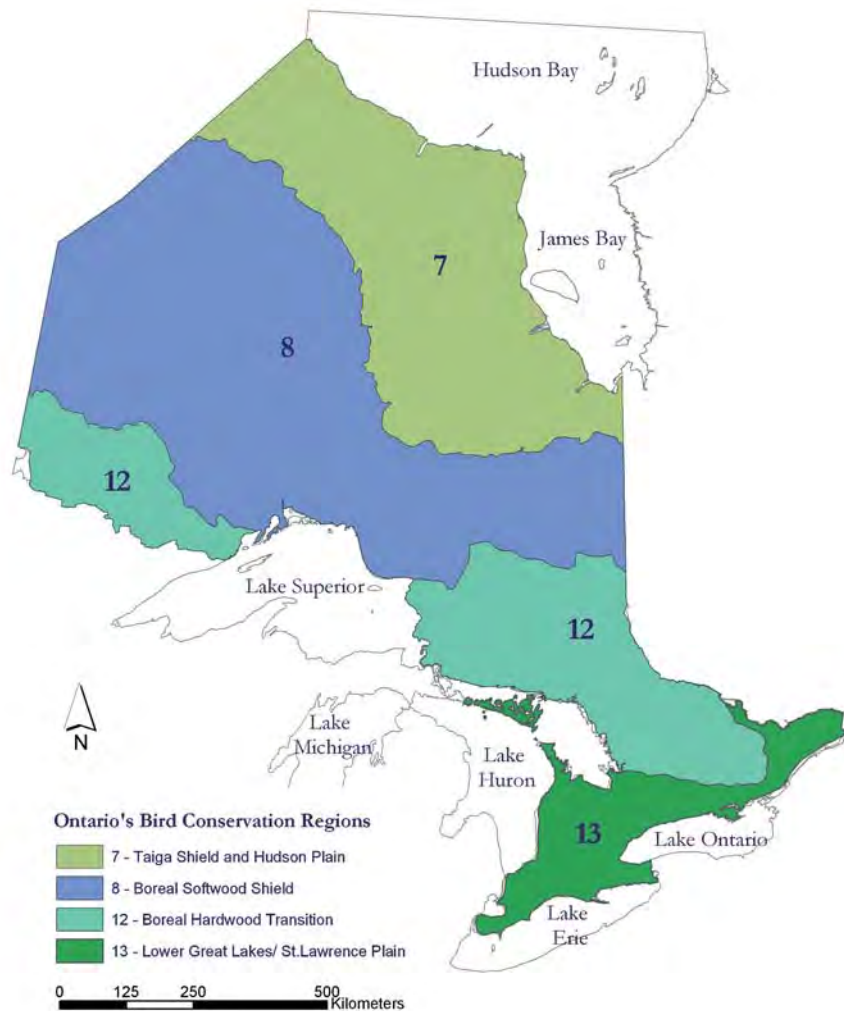 Hudson Bay
James Bay
7
8
12
Lake Superior
12
N
Lake
Michigan
Lake
Huron
13
Lake Ontario
Lake
Erie
Ontario's Bird Conservation Regions
7 - Taiga Shield and Hudson Plain
8 - Boreal Softwood Shield
12 - Boreal Hardwood Transition
13 - Lower Great Lakes/ St.Lawrence Plain
0 125 250 500
Kilometers